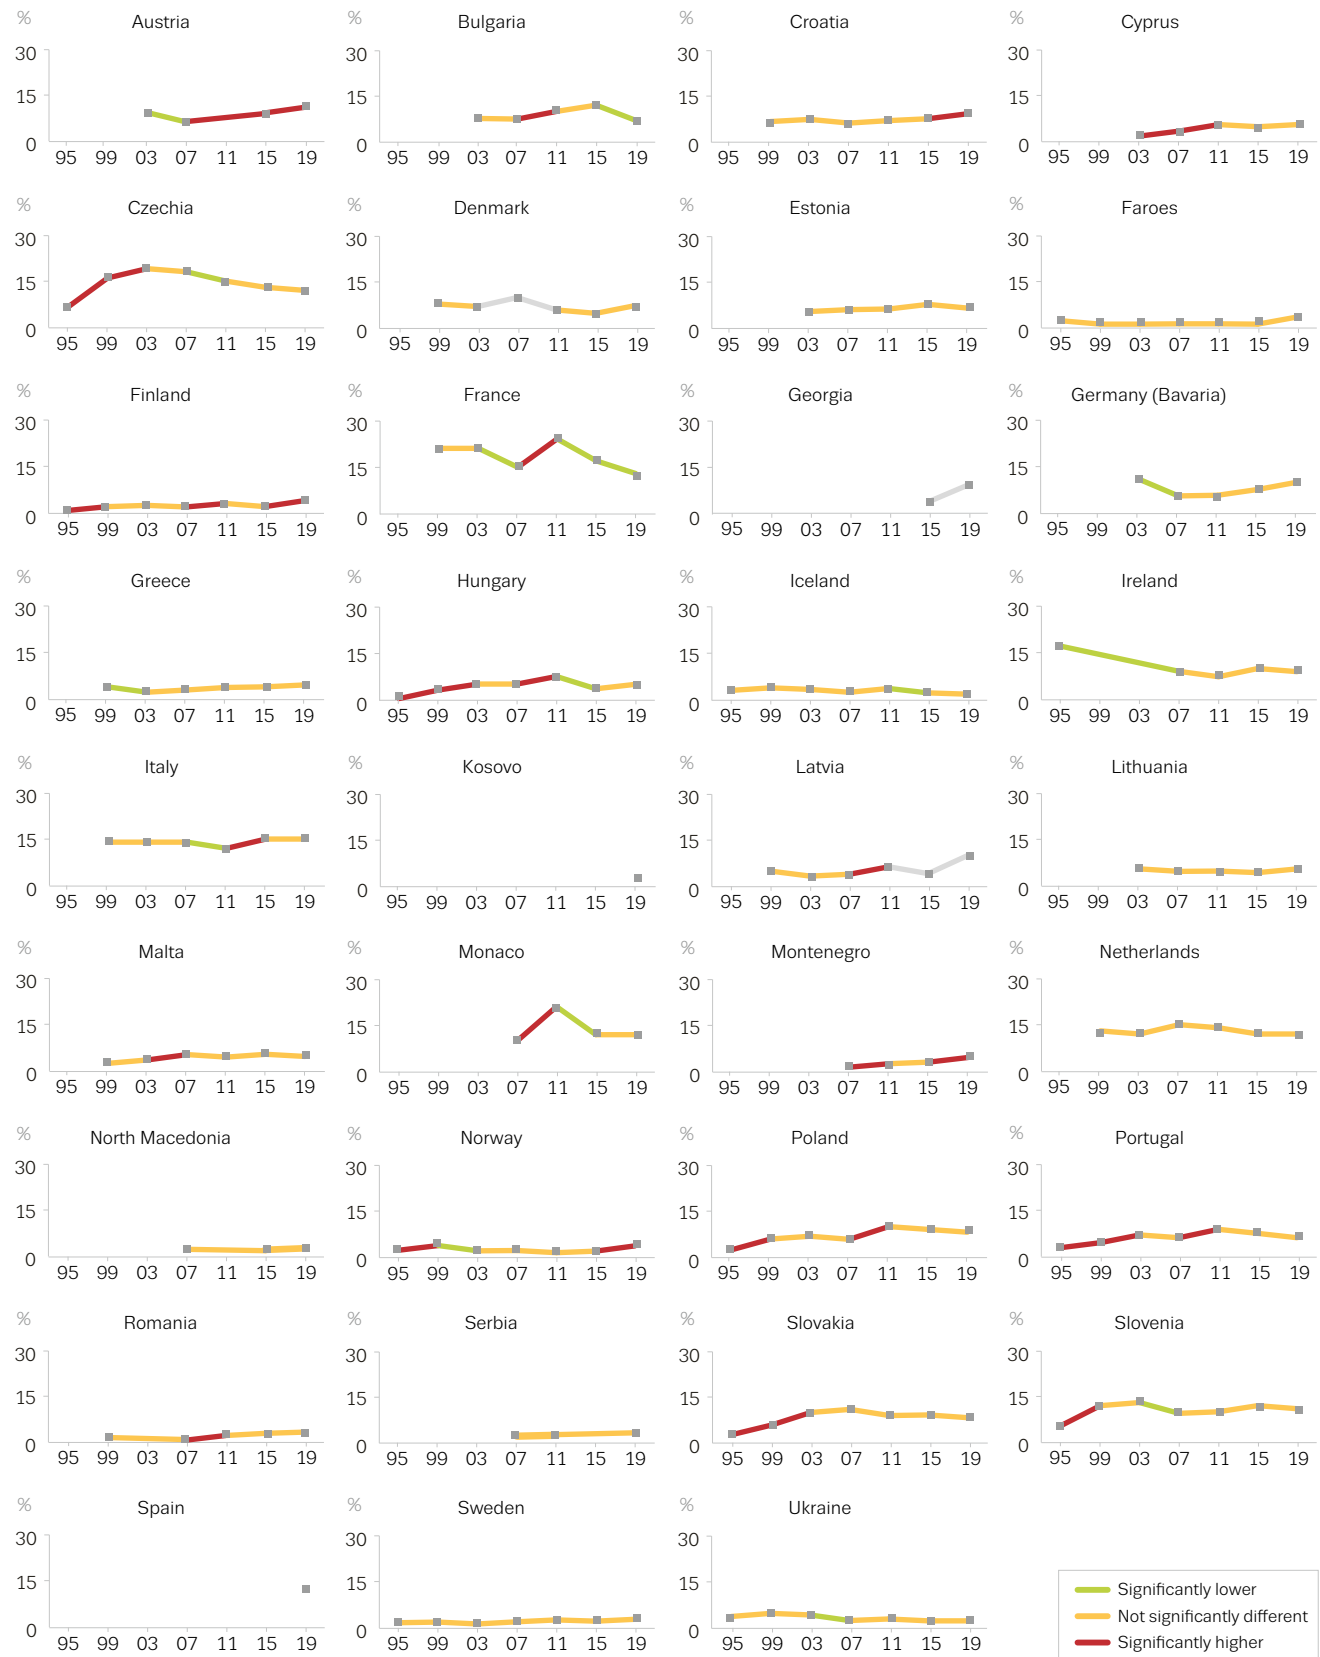 % Austria % Bulgaria % Croatia % Cyprus
30 30 30 30
15 15 15 15
0 0 0 0
95 99 03 07 11 15 19 95 99 03 07 11 15 19 95 99 03 07 11 15 19 95 99 03 07 11 15 19
% Czechia % Denmark % Estonia % Faroes
30 30 30 30
15 15 15 15
0 0 0 0
95 99 03 07 11 15 19 95 99 03 07 11 15 19 95 99 03 07 11 15 19 95 99 03 07 11 15 19
% Finland % France % Georgia % Germany (Bavaria)
30 30 30 30
15 15 15 15
0 0 0 0
95 99 03 07 11 15 19 95 99 03 07 11 15 19 95 99 03 07 11 15 19 95 99 03 07 11 15 19
% Greece % Hungary % Iceland % Ireland
30 30 30 30
15 15 15 15
0 0 0 0
95 99 03 07 11 15 19 95 99 03 07 11 15 19 95 99 03 07 11 15 19 95 99 03 07 11 15 19
% Italy % Kosovo % Latvia % Lithuania
30 30 30 30
15 15 15 15
0 0 0 0
95 99 03 07 11 15 19 95 99 03 07 11 15 19 95 99 03 07 11 15 19 95 99 03 07 11 15 19
% Malta % Monaco % Montenegro % Netherlands
30 30 30 30
15 15 15 15
0 0 0 0
95 99 03 07 11 15 19 95 99 03 07 11 15 19 95 99 03 07 11 15 19 95 99 03 07 11 15 19
% North Macedonia % Norway % Poland % Portugal
30 30 30 30
15 15 15 15
0 0 0 0
95 99 03 07 11 15 19 95 99 03 07 11 15 19 95 99 03 07 11 15 19 95 99 03 07 11 15 19
% Romania % Serbia % Slovakia % Slovenia
30 30 30 30
15 15 15 15
0 0 0 0
95 99 03 07 11 15 19 95 99 03 07 11 15 19 95 99 03 07 11 15 19 95 99 03 07 11 15 19
% Spain % Sweden % Ukraine
30 30 30
15 15 15
0 0 0
95 99 03 07 11 15 19 95 99 03 07 11 15 19 95 99 03 07 11 15 19
Significantly lower
Not significantly different
Significantly higher